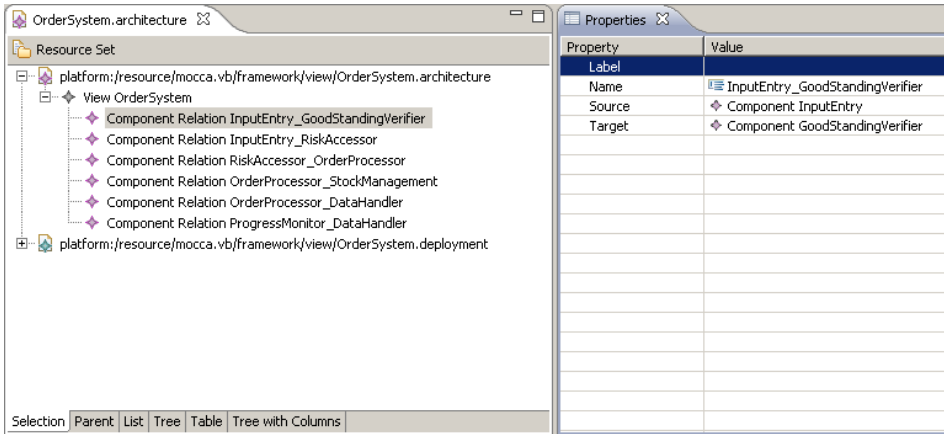 OrderSystem.architecture
Resource Set
platform:/resource/mocca.vb/framework/view/OrderSystem.architecture
View OrderSystem
Component Relation InputEntry_GoodStandingVerifier
Component Relation InputEntry_RiskAccessor
Component Relation RiskAccessor_OrderProcessor
Component Relation OrderProcessor_StockManagement
Component Relation OrderProcessor_DataHandler
Component Relation ProgressMonitor_DataHandler
platform:/resource/mocca.vb/framework/view/OrderSystem.deployment
Selection Parent List Tree Table Tree with Columns
Properties
Property Value
Label
Name InputEntry_GoodStandingVerifier
Source Component InputEntry
Target Component GoodStandingVerifier